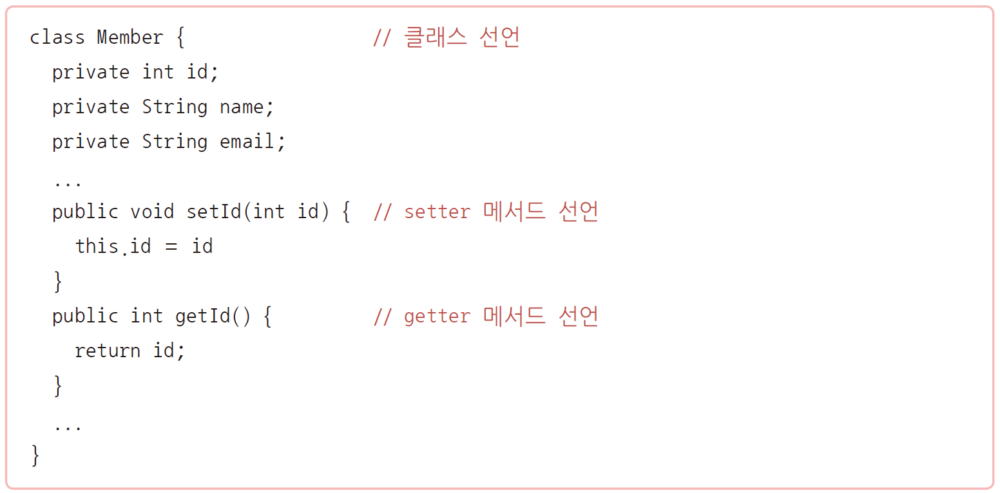 class Member {                 // 클래스 선언
  private int id;
  private String name;
  private String email;
  ...
  public void setId(int id) {  // setter 메서드 선언
    this.id = id
  }
  public int getId() {         // getter 메서드 선언
    return id;
  }
  ...
}